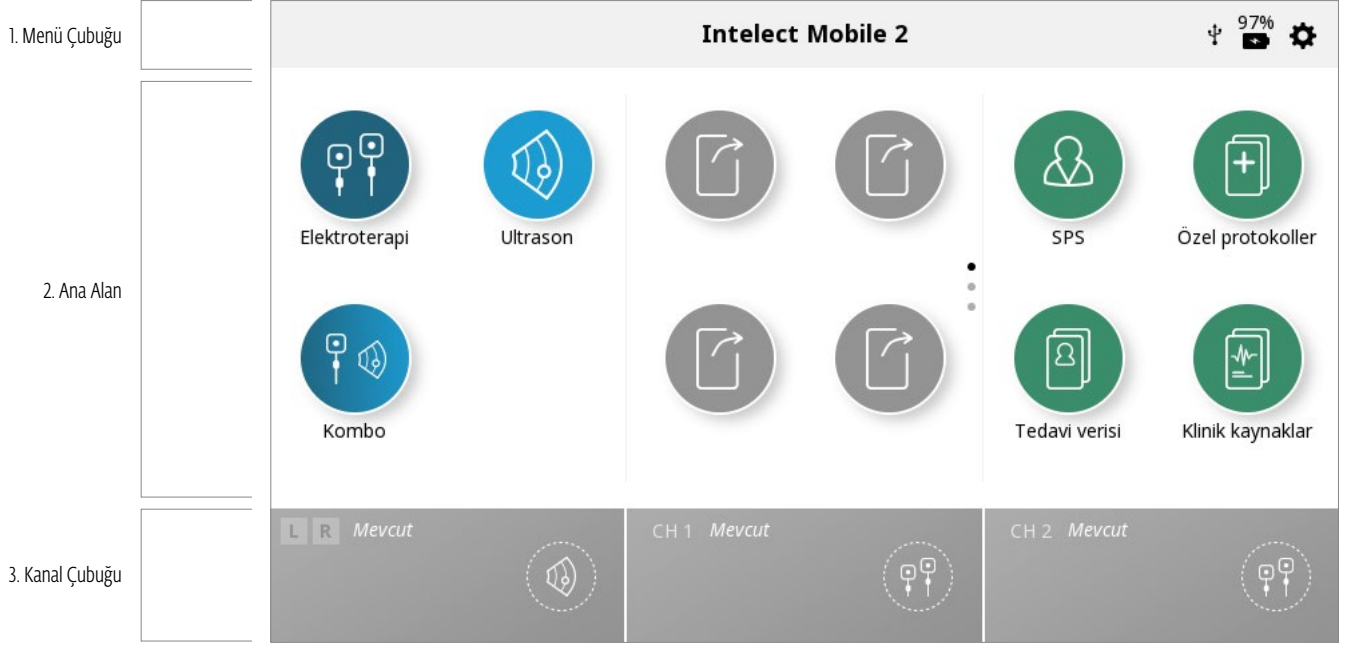 1. Menü Çubuğu
Intelect Mobile 2
97%
2. Ana Alan
Elektroterapi
Ultrason
SPS
Özel protokoller
Kombo
Tedavi verisi
Klinik kaynaklar
3. Kanal Çubuğu
L R Mevcut
CH 1 Mevcut
CH 2 Mevcut